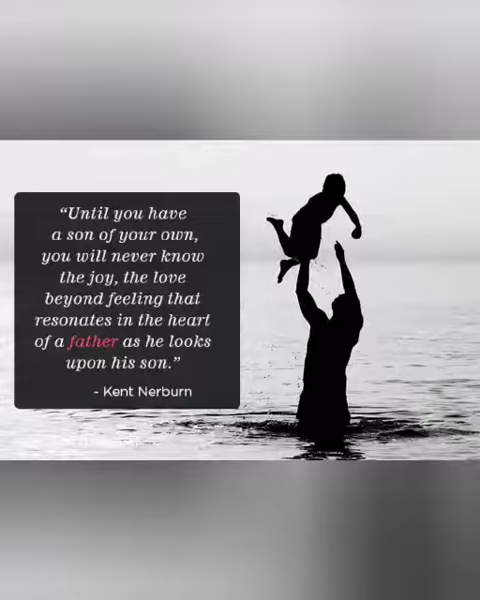 “Until you have
a son of your own,
you will never know
the joy, the love
beyond feeling that
resonates in the heart
of a father as he looks
upon his son.”
- Kent Nerburn